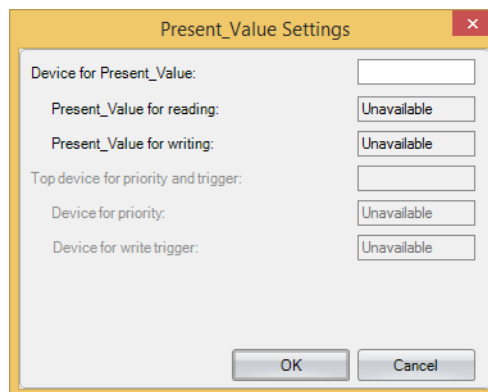 Present_Value Settings
Device for Present_Value:
Present_Value for reading: Unavailable
Present_Value for writing: Unavailable
Top device for priority and trigger:
Device for priority: Unavailable
Device for write trigger: Unavailable
OK Cancel